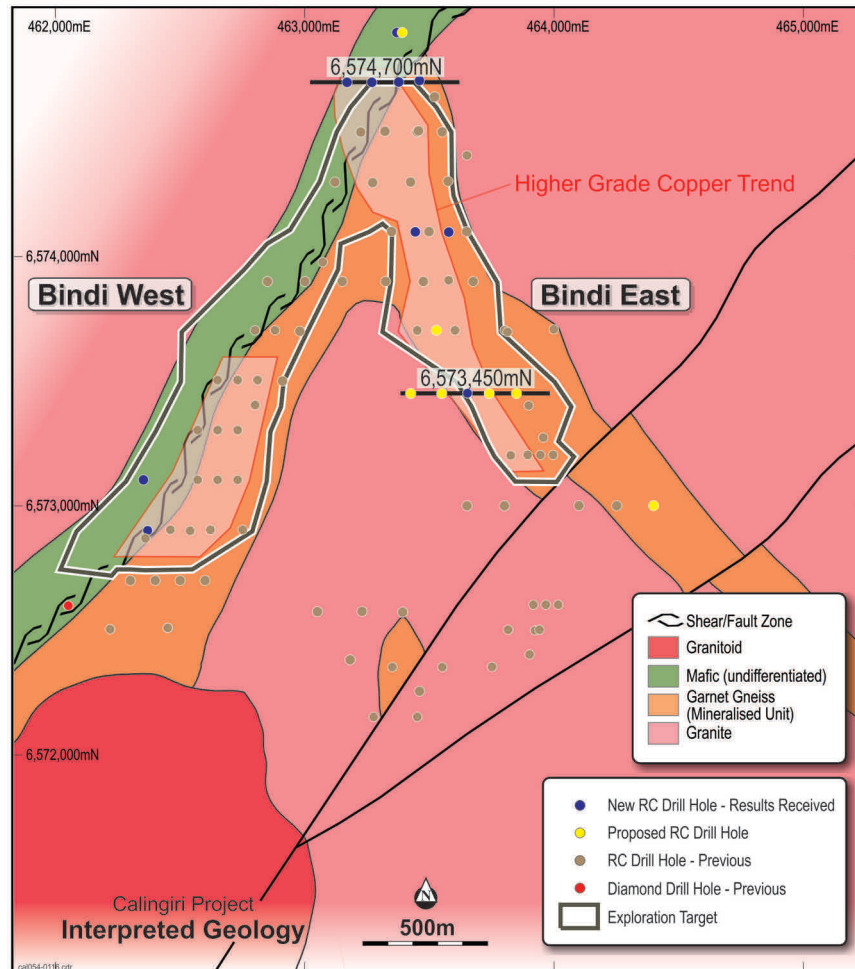 462,000mE
463,000mE
464,000mE
465,000mE
6,574,700mN
Higher Grade Copper Trend
6,574,000mN
Bindi West
Bindi East
6,573,450mN
6,573,000mN
Shear/Fault Zone
Granitoid
Mafic (undifferentiated)
Garnet Gneiss
(Mineralised Unit)
Granite
6,572,000mN
New RC Drill Hole - Results Received
Proposed RC Drill Hole
RC Drill Hole - Previous
Diamond Drill Hole - Previous
Exploration Target
Calingiri Project
Interpreted Geology
N
500m
cal054-0116.cdr